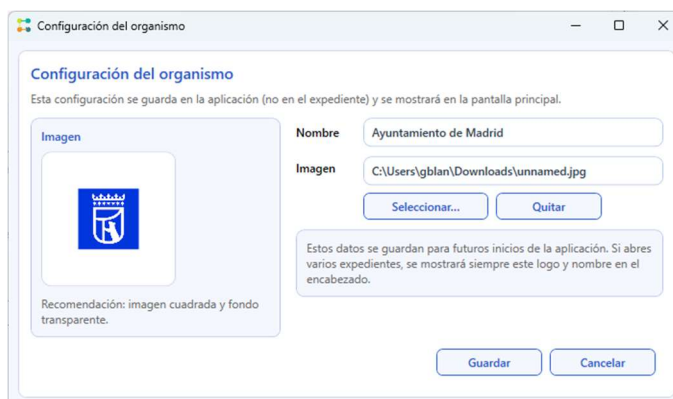 Configuración del organismo
Configuración del organismo
Esta configuración se guarda en la aplicación (no en el expediente) y se mostrará en la pantalla principal.
Imagen
Recomendación: imagen cuadrada y fondo
transparente.
Nombre
Ayuntamiento de Madrid
Imagen
C:\Users\gblan\Downloads\unnamed.jpg
Seleccionar...
Quitar
Estos datos se guardan para futuros inicios de la aplicación. Si abres
varios expedientes, se mostrará siempre este logo y nombre en el
encabezado.
Guardar
Cancelar